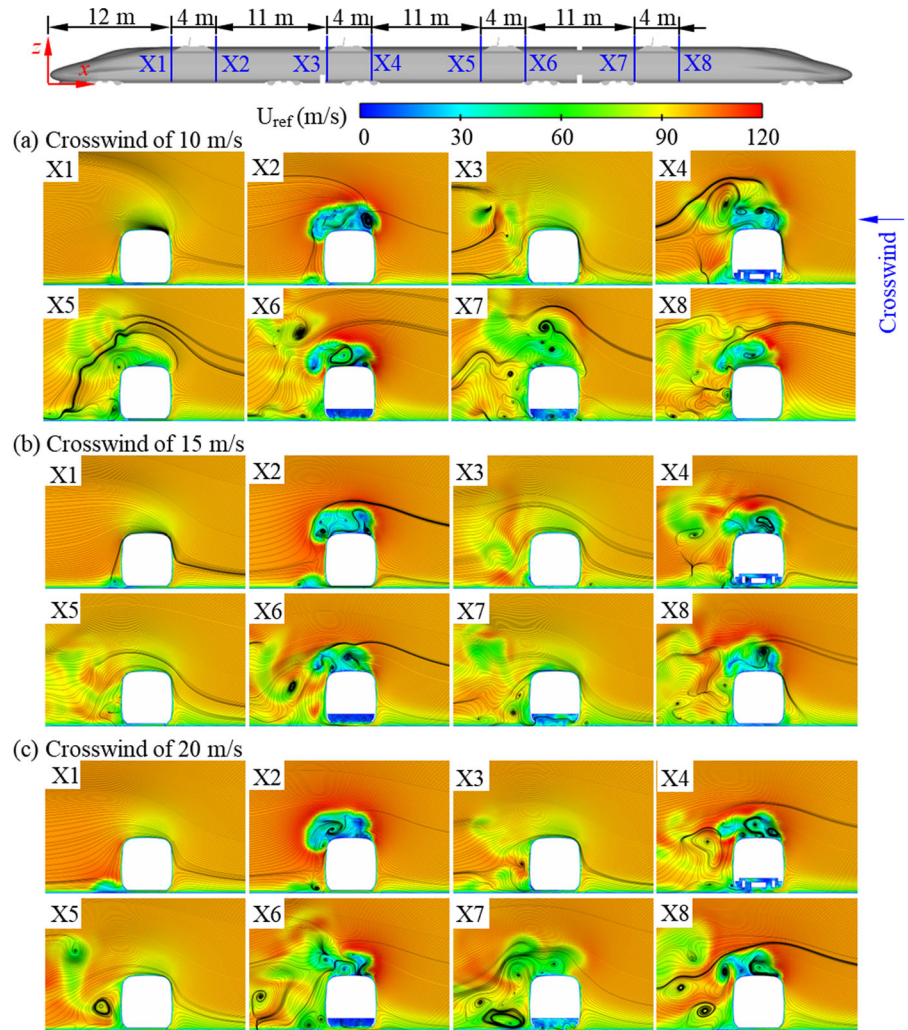 12 m 4 m 11 m 4 m 11 m 4 m 11 m 4 m
z x X1 X2 X3 X4 X5 X6 X7 X8
U_ref (m/s) 0 30 60 90 120
(a) Crosswind of 10 m/s
X1 X2 X3 X4
Crosswind
X5 X6 X7 X8
(b) Crosswind of 15 m/s
X1 X2 X3 X4
X5 X6 X7 X8
(c) Crosswind of 20 m/s
X1 X2 X3 X4
X5 X6 X7 X8